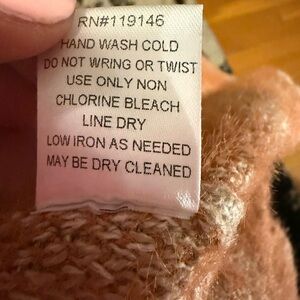 RN#119146
HAND WASH COLD
DO NOT WRING OR TWIST
USE ONLY NON
CHLORINE BLEACH
LINE DRY
LOW IRON AS NEEDED
MAY BE DRY CLEANED